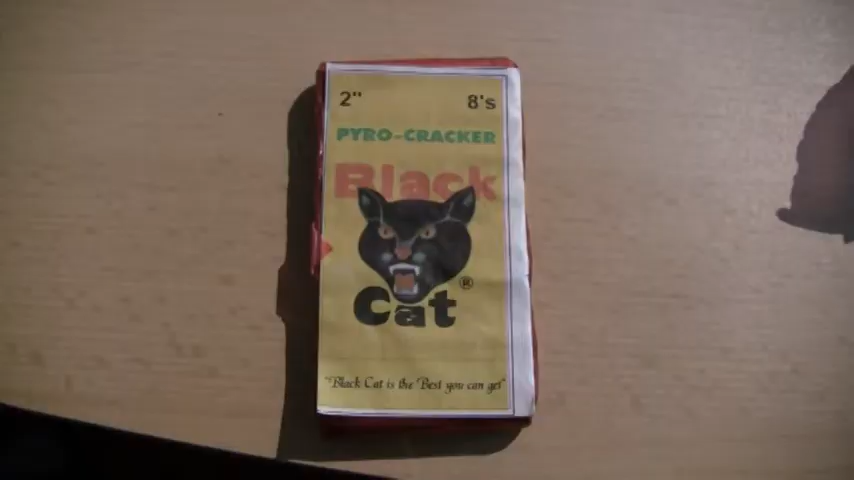 2" 8's
PYRO-CRACKER
Black
Cat ®
"Black Cat is the Best you can get"